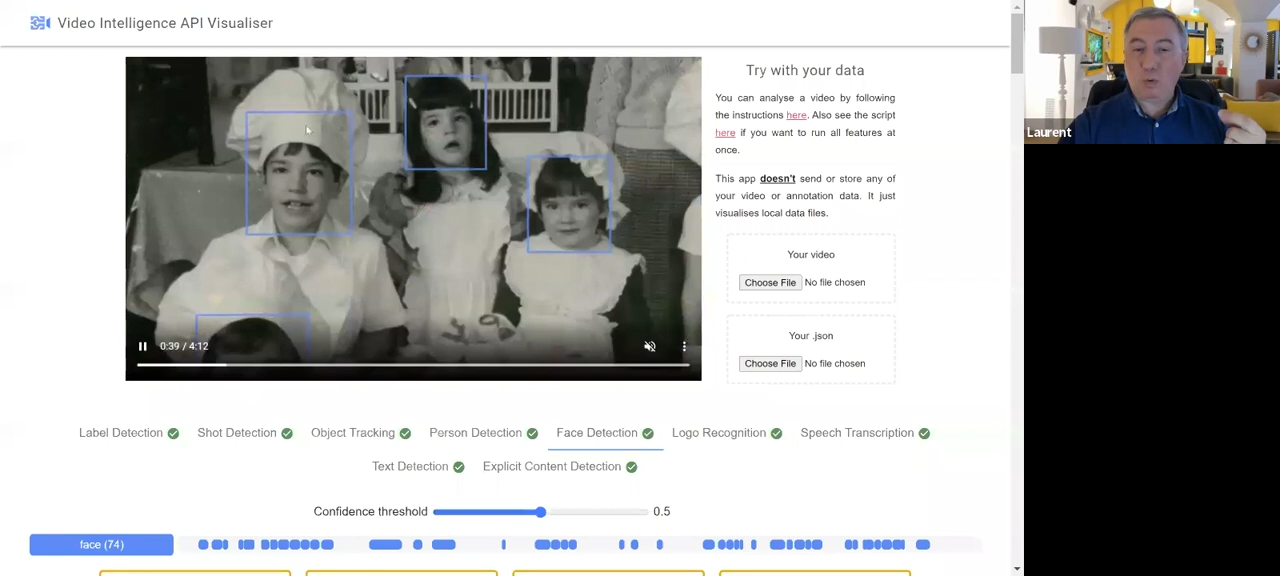 Video Intelligence API Visualiser
Try with your data
You can analyse a video by following
the instructions here. Also see the script
here if you want to run all features at
once.
This app doesn't send or store any of
your video or annotation data. It just
visualises local data files.
Your video
Choose File No file chosen
Your .json
Choose File No file chosen
0:39 / 4:12
Laurent
Label Detection Shot Detection Object Tracking Person Detection Face Detection Logo Recognition Speech Transcription
Text Detection Explicit Content Detection
Confidence threshold 0.5
face (74)